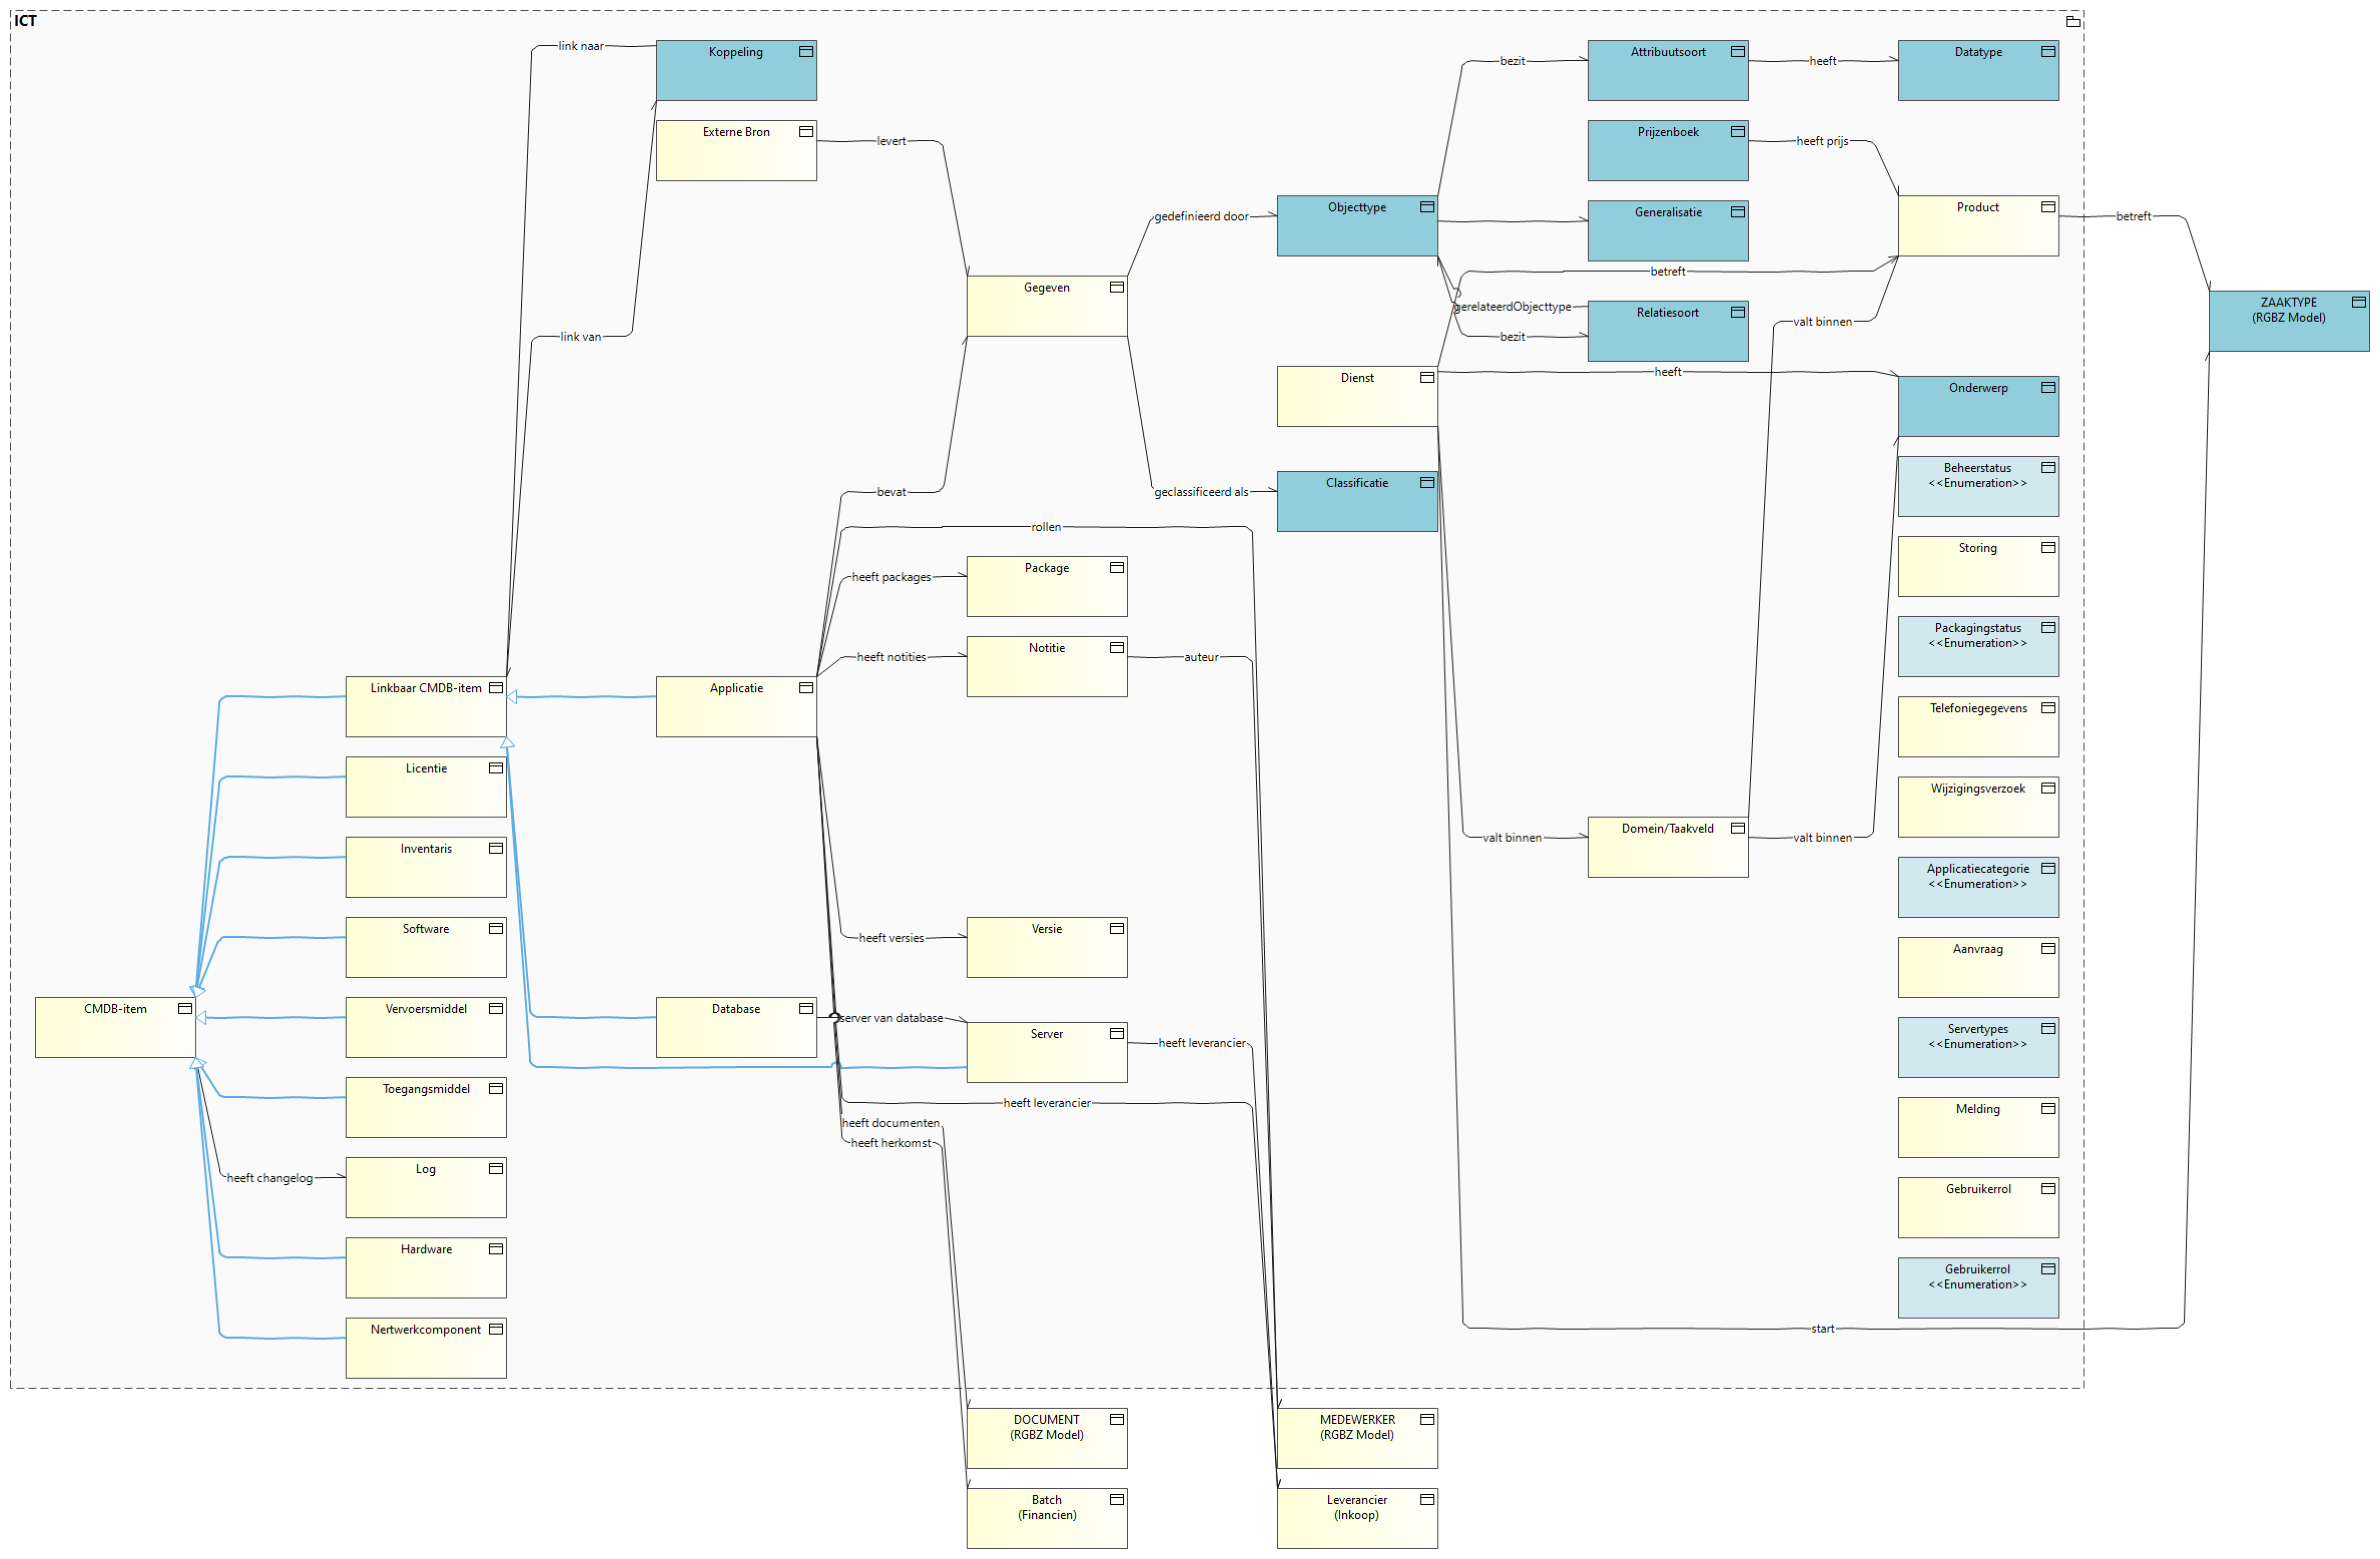 ICT
link naar
Koppeling
Externe Bron
levert
link van
Gegeven
gedefinieerd door
geclassificeerd als
bevat
Objecttype
bezit
Attribuutsoort
heeft
Datatype
Prijzenboek
heeft prijs
Generalisatie
Product
betreft
betreft
gerelateerdObjecttype
bezit
Relatiesoort
valt binnen
ZAAKTYPE
(RGBZ Model)
Dienst
heeft
Onderwerp
Classificatie
Beheerstatus
<<Enumeration>>
rollen
Storing
heeft packages
Package
Packagingstatus
<<Enumeration>>
heeft notities
Notitie
auteur
Linkbaar CMDB-item
Applicatie
Telefoniegegevens
Licentie
Wijzigingsverzoek
Inventaris
valt binnen
Domein/Taakveld
valt binnen
Applicatiecategorie
<<Enumeration>>
Software
heeft versies
Versie
Aanvraag
CMDB-item
Vervoersmiddel
Database
server van database
Server
heeft leverancier
Servertypes
<<Enumeration>>
Toegangsmiddel
heeft leverancier
heeft documenten
heeft herkomst
Melding
heeft changelog
Log
Gebruikerrol
Hardware
Gebruikerrol
<<Enumeration>>
Nertwerkcomponent
start
DOCUMENT
(RGBZ Model)
MEDEWERKER
(RGBZ Model)
Batch
(Financien)
Leverancier
(Inkoop)